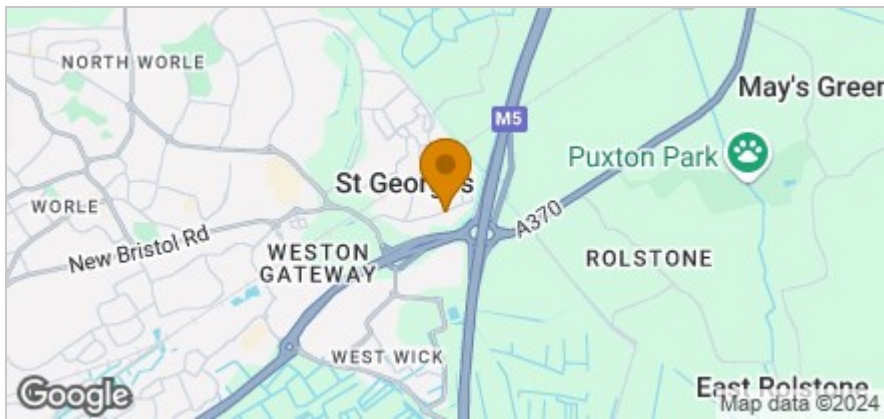 NORTH WORLE
M5
May's Green
Puxton Park
St Georges
WORLE
A370
New Bristol Rd
WESTON
GATEWAY
ROLSTONE
WEST WICK
East Rolstone
Google
Map data ©2024